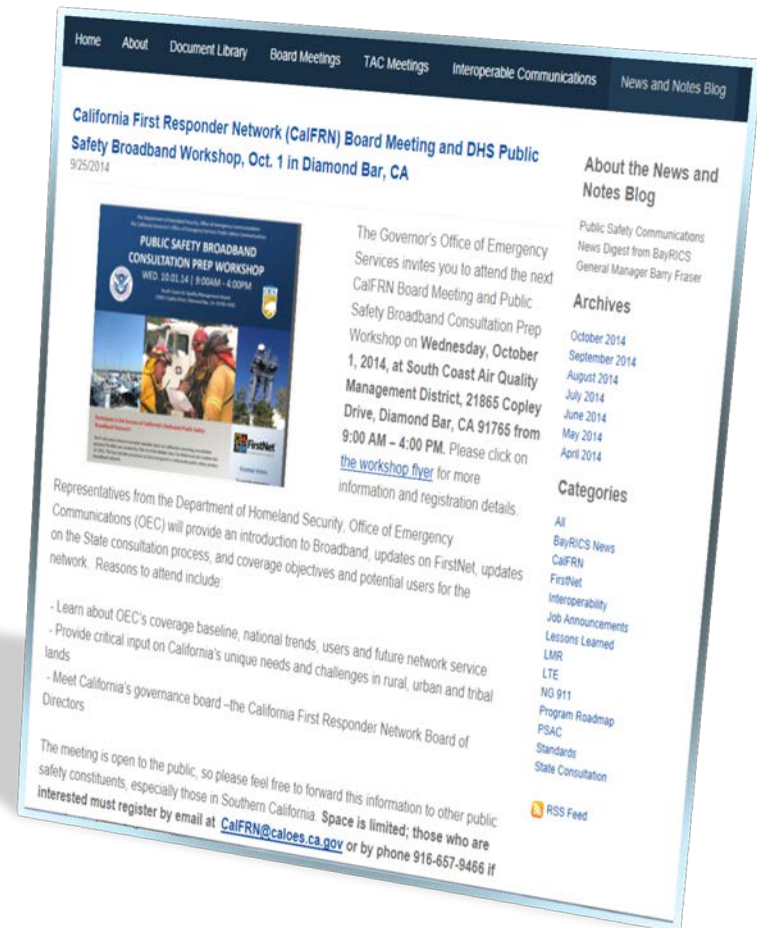 Home About Document Library Board Meetings TAC Meetings Interoperable Communications News and Notes Blog
California First Responder Network (CalFRN) Board Meeting and DHS Public
Safety Broadband Workshop, Oct. 1 in Diamond Bar, CA
9/25/2014
PUBLIC SAFETY BROADBAND
CONSULTATION PREP WORKSHOP
WED. 10.01.14 | 9:00AM - 4:00PM
FirstNet
The Governor's Office of Emergency
Services invites you to attend the next
CalFRN Board Meeting and Public
Safety Broadband Consultation Prep
Workshop on Wednesday, October
1, 2014, at South Coast Air Quality
Management District, 21865 Copley
Drive, Diamond Bar, CA 91765 from
9:00 AM – 4:00 PM. Please click on
the workshop flyer for more
information and registration details.
Representatives from the Department of Homeland Security, Office of Emergency
Communications (OEC) will provide an introduction to Broadband, updates on FirstNet, updates
on the State consultation process, and coverage objectives and potential users for the
network. Reasons to attend include:
- Learn about OEC's coverage baseline, national trends, users and future network service
- Provide critical input on California's unique needs and challenges in rural, urban and tribal
lands
- Meet California's governance board –the California First Responder Network Board of
Directors
The meeting is open to the public, so please feel free to forward this information to other public
safety constituents, especially those in Southern California. Space is limited; those who are
interested must register by email at CalFRN@caloes.ca.gov or by phone 916-657-9466 if
About the News and
Notes Blog
Public Safety Communications
News Digest from BayRICS
General Manager Barry Fraser
Archives
October 2014
September 2014
August 2014
July 2014
June 2014
May 2014
April 2014
Categories
All
BayRICS News
CalFRN
FirstNet
Interoperability
Job Announcements
Lessons Learned
LMR
LTE
NG 911
Program Roadmap
PSAC
Standards
State Consultation
RSS Feed